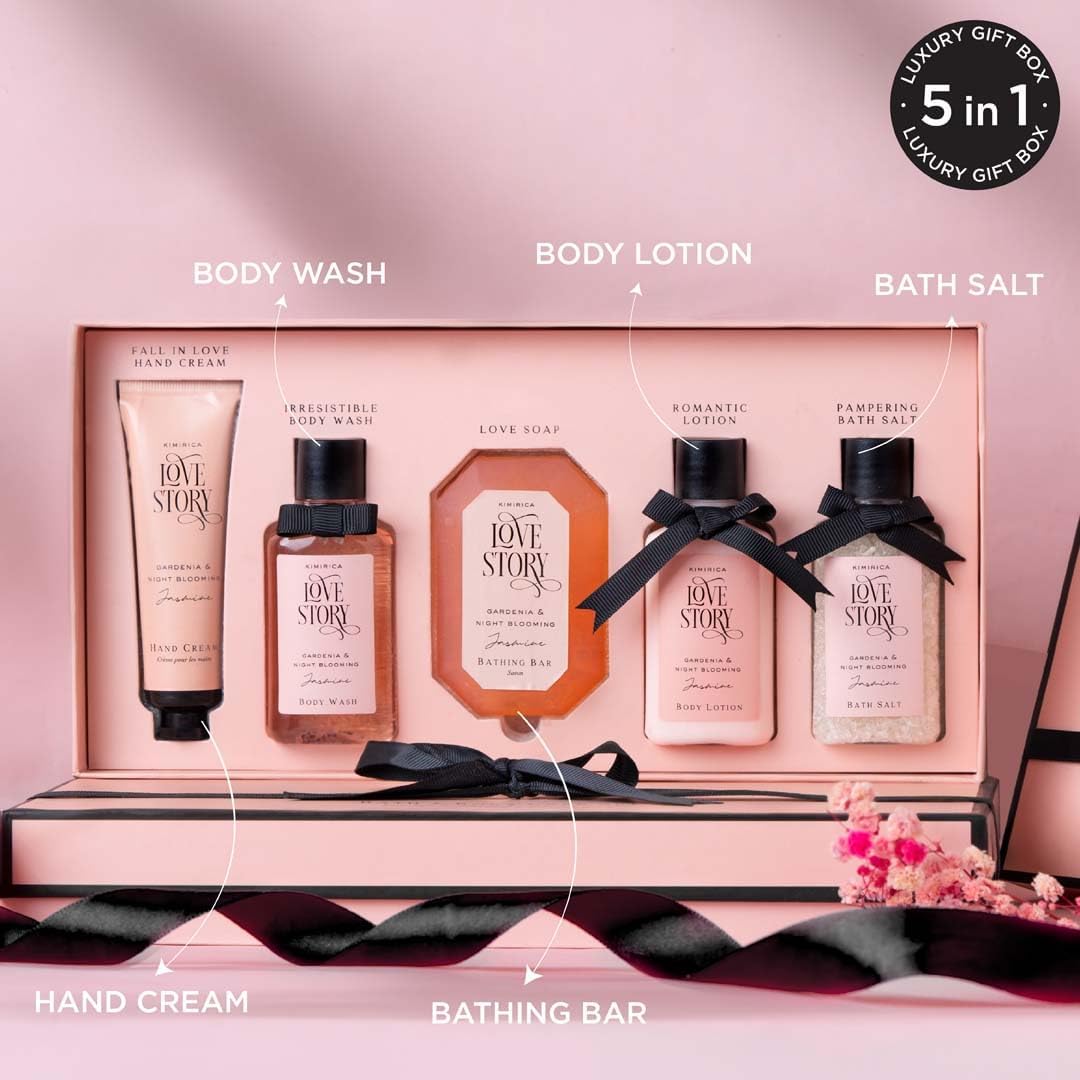 LUXURY GIFT BOX
5 in 1
LUXURY GIFT BOX
BODY WASH
BODY LOTION
BATH SALT
FALL IN LOVE
HAND CREAM
IRRESISTIBLE
BODY WASH
LOVE SOAP
ROMANTIC
LOTION
PAMPERING
BATH SALT
KIMIRICA
LOVE
STORY
GARDENIA &
NIGHT BLOOMING
Jasmine
HAND CREAM
Crème pour les mains
KIMIRICA
LOVE
STORY
GARDENIA &
NIGHT BLOOMING
Jasmine
BODY WASH
KIMIRICA
LOVE
STORY
GARDENIA &
NIGHT BLOOMING
Jasmine
BATHING BAR
Savon
KIMIRICA
LOVE
STORY
GARDENIA &
NIGHT BLOOMING
Jasmine
BODY LOTION
KIMIRICA
LOVE
STORY
GARDENIA &
NIGHT BLOOMING
Jasmine
BATH SALT
HAND CREAM
BATHING BAR